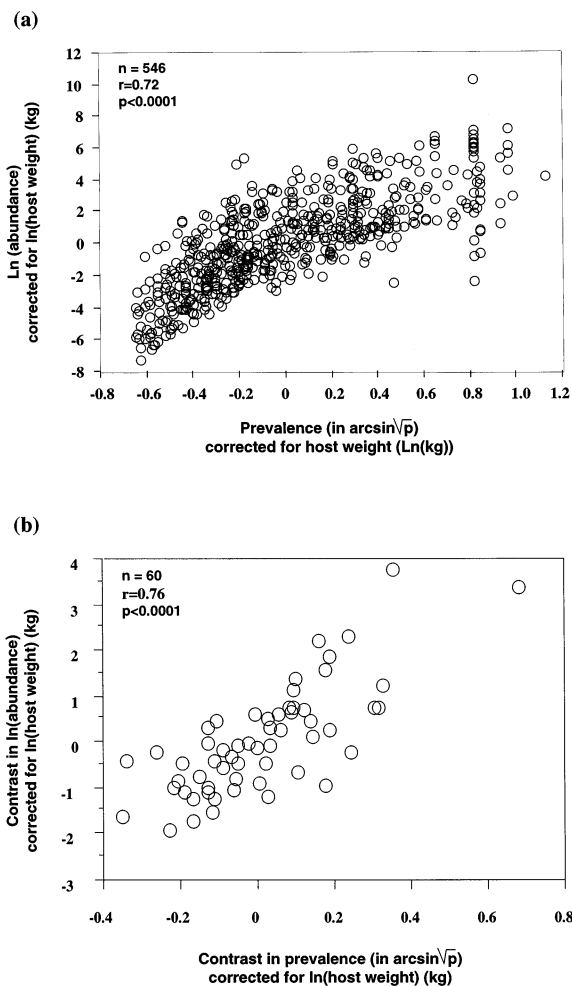 (a)
n = 546
r=0.72
p<0.0001
Ln (abundance)
corrected for ln(host weight) (kg)
12
10
8
6
4
2
0
-2
-4
-6
-8
-0.8
-0.6
-0.4
-0.2
0
0.2
0.4
0.6
0.8
1.0
1.2
Prevalence (in arcsin√p)
corrected for host weight (Ln(kg))
(b)
n = 60
r=0.76
p<0.0001
Contrast in ln(abundance)
corrected for ln(host weight) (kg)
4
3
2
1
0
-1
-2
-3
-0.4
-0.2
0
0.2
0.4
0.6
0.8
Contrast in prevalence (in arcsin√p)
corrected for ln(host weight) (kg)